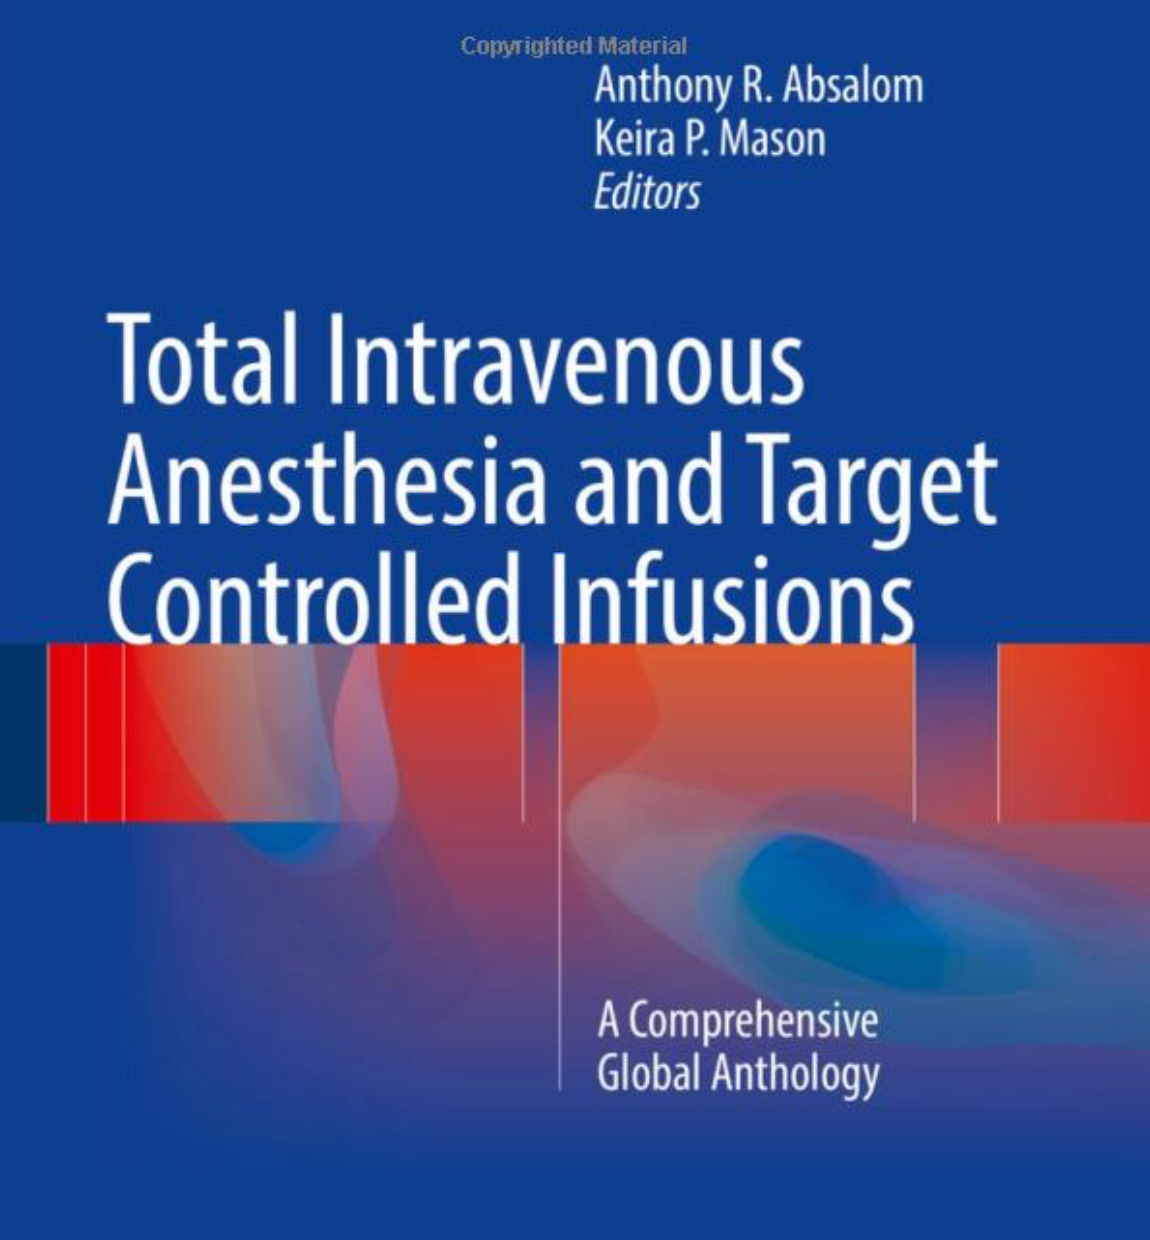 Copyrighted Material
Anthony R. Absalom
Keira P. Mason
Editors
Total Intravenous
Anesthesia and Target
Controlled Infusions
A Comprehensive
Global Anthology